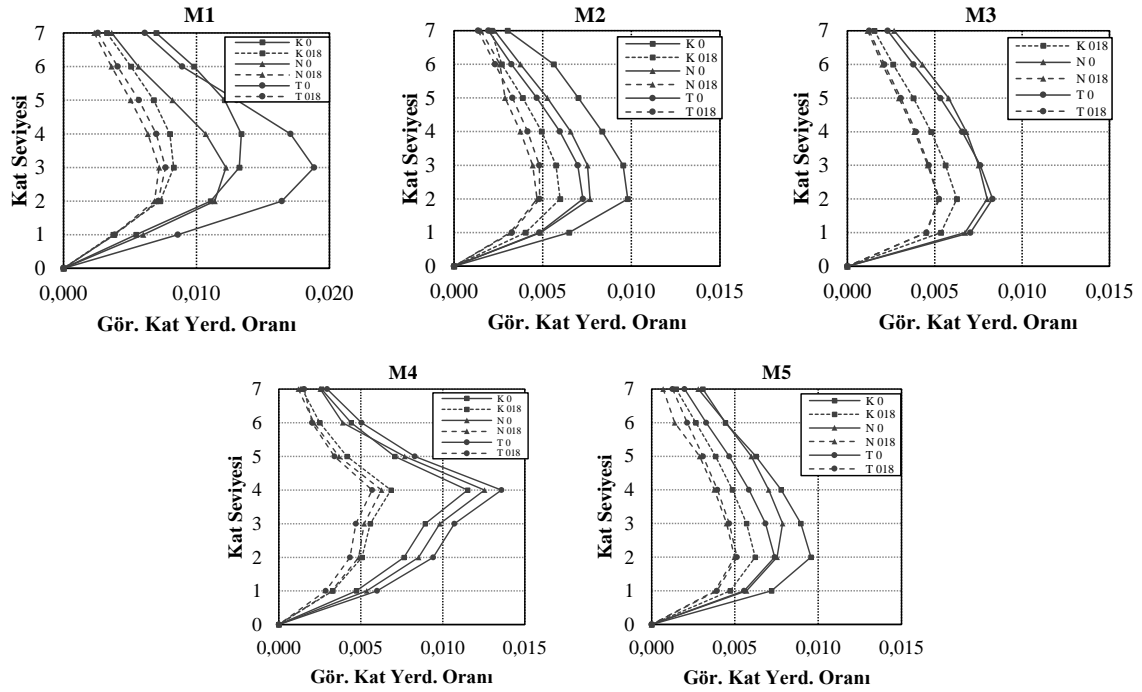 M1
7
6
5
4
3
2
1
0
Kat Seviyesi
0,000
0,010
0,020
Gör. Kat Yerd. Oranı
K 0
K 018
N 0
N 018
T 0
T 018
M2
7
6
5
4
3
2
1
0
Kat Seviyesi
0,000
0,005
0,010
0,015
Gör. Kat Yerd. Oranı
K 0
K 018
N 0
N 018
T 0
T 018
M3
7
6
5
4
3
2
1
0
Kat Seviyesi
0,000
0,005
0,010
0,015
Gör. Kat Yerd. Oranı
K 018
N 0
N 018
T 0
T 018
M4
7
6
5
4
3
2
1
0
Kat Seviyesi
0,000
0,005
0,010
0,015
Gör. Kat Yerd. Oranı
K 0
K 018
N 0
N 018
T 0
T 018
M5
7
6
5
4
3
2
1
0
Kat Seviyesi
0,000
0,005
0,010
0,015
Gör. Kat Yerd. Oranı
K 0
K 018
N 0
N 018
T 0
T 018